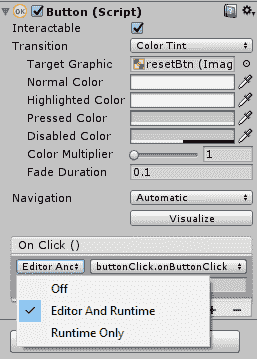 OK Button (Script)
Interactable
Transition Color Tint
Target Graphic resetBtn (Imag
Normal Color
Highlighted Color
Pressed Color
Disabled Color
Color Multiplier 1
Fade Duration 0.1
Navigation Automatic
Visualize
On Click ()
Editor And buttonClick.onButtonClick
Off
Editor And Runtime
Runtime Only